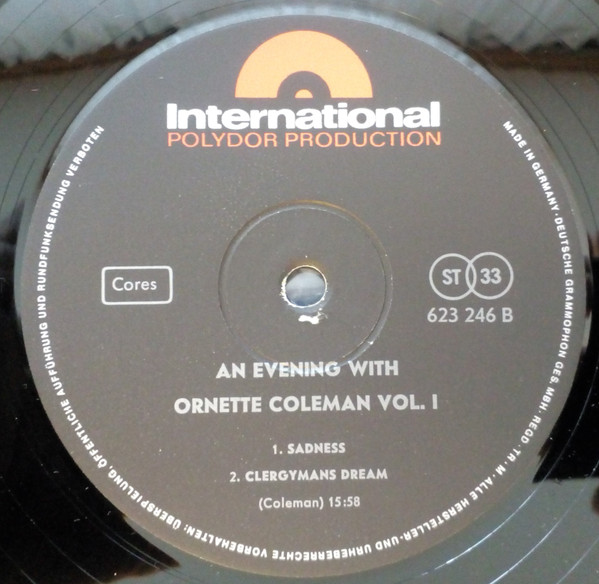 International
POLYDOR PRODUCTION
Cores
ST 33
623 246 B
AN EVENING WITH
ORNETTE COLEMAN VOL. I
1. SADNESS
2. CLERGYMANS DREAM
(Coleman) 15:58
MADE IN GERMANY · DEUTSCHE GRAMMOPHON GES. MBH · REGD. TR. M. · ALLE HERSTELLER- UND URHEBERRECHTE VORBEHALTEN: ÜBERSPIELUNG, ÖFFENTLICHE AUFFÜHRUNG UND RUNDFUNKSENDUNG VERBOTEN